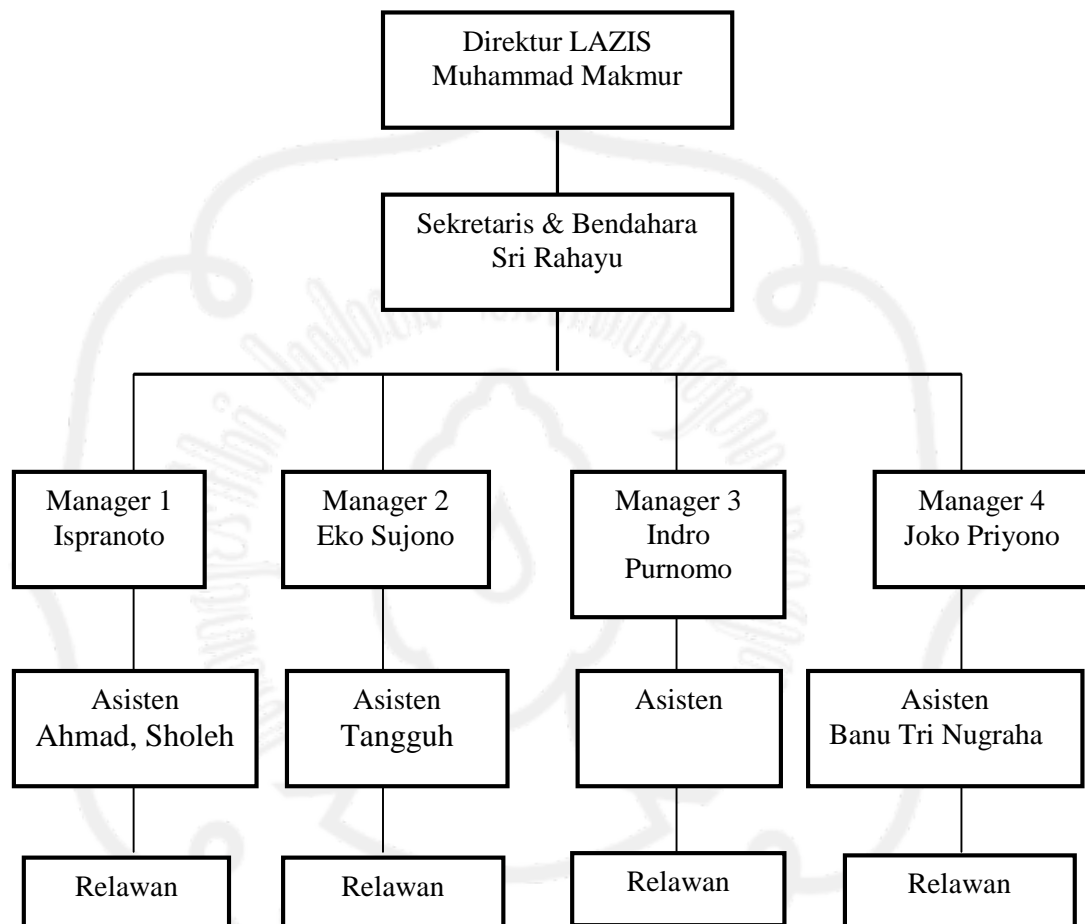 Direktur LAZIS
Muhammad Makmur
Sekretaris & Bendahara
Sri Rahayu
Manager 1
Ispranoto
Manager 2
Eko Sujono
Manager 3
Indro
Purnomo
Manager 4
Joko Priyono
Asisten
Ahmad, Sholeh
Asisten
Tangguh
Asisten
Asisten
Banu Tri Nugraha
Relawan
Relawan
Relawan
Relawan